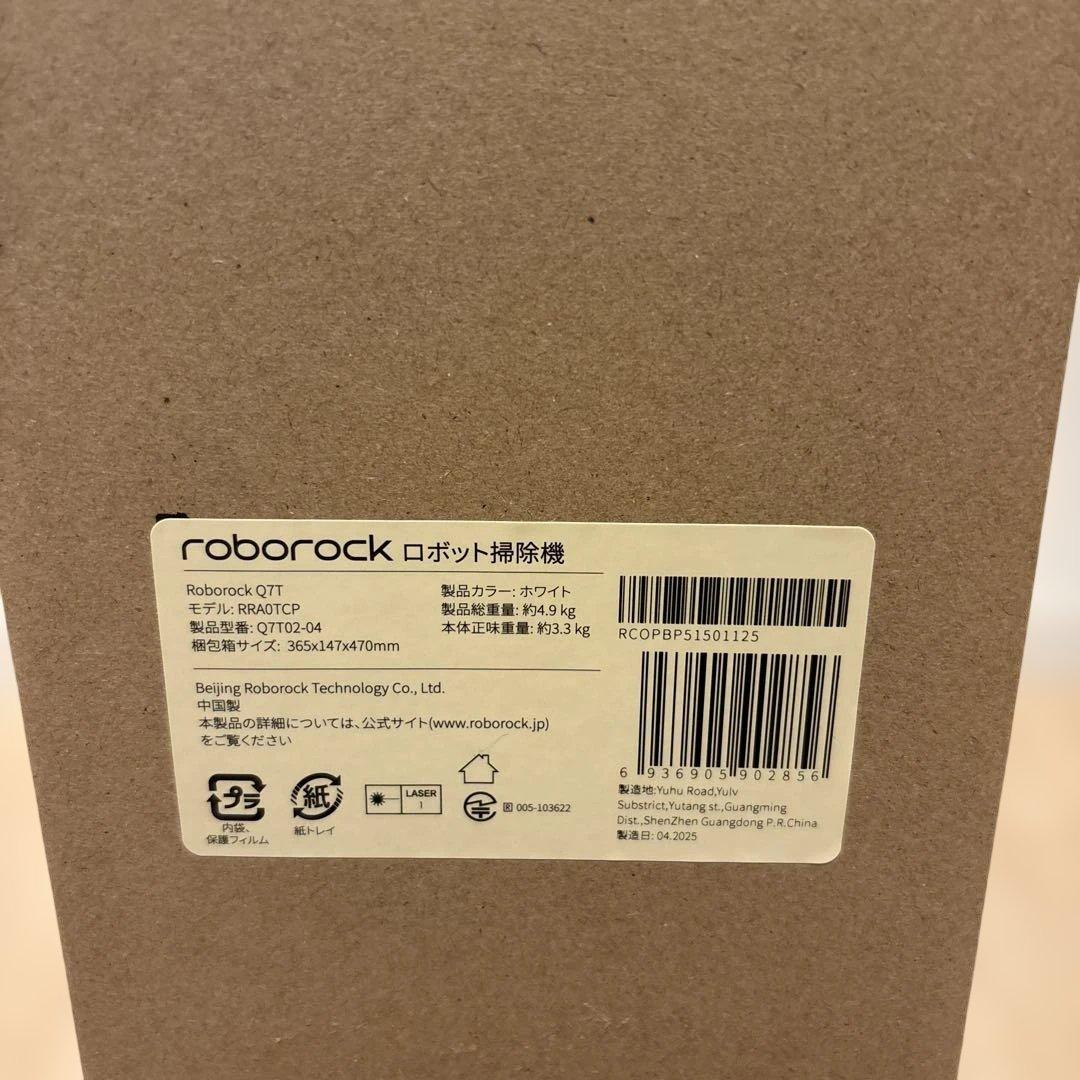 roborock ロボット掃除機
Roborock Q7T
モデル: RRA0TCP
製品型番: Q7T02-04
梱包箱サイズ: 365x147x470mm
製品カラー: ホワイト
製品総重量: 約4.9 kg
本体正味重量: 約3.3 kg
RCOPBP51501125
Beijing Roborock Technology Co., Ltd.
中国製
本製品の詳細については、公式サイト(www.roborock.jp)
をご覧ください
6 936905 902856
製造地:Yuhu Road,Yulv
Substrict,Yutang st.,Guangming
Dist.,ShenZhen Guangdong P.R.China
製造日: 04.2025
プラ
内袋、
保護フィルム
紙
紙トレイ
LASER
1
R 005-103622